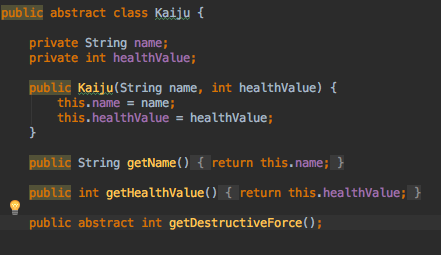 public abstract class Kaiju {
private String name;
private int healthValue;
public Kaiju(String name, int healthValue) {
this.name = name;
this.healthValue = healthValue;
}
public String getName() { return this.name; }
public int getHealthValue() { return this.healthValue; }
public abstract int getDestructiveForce();